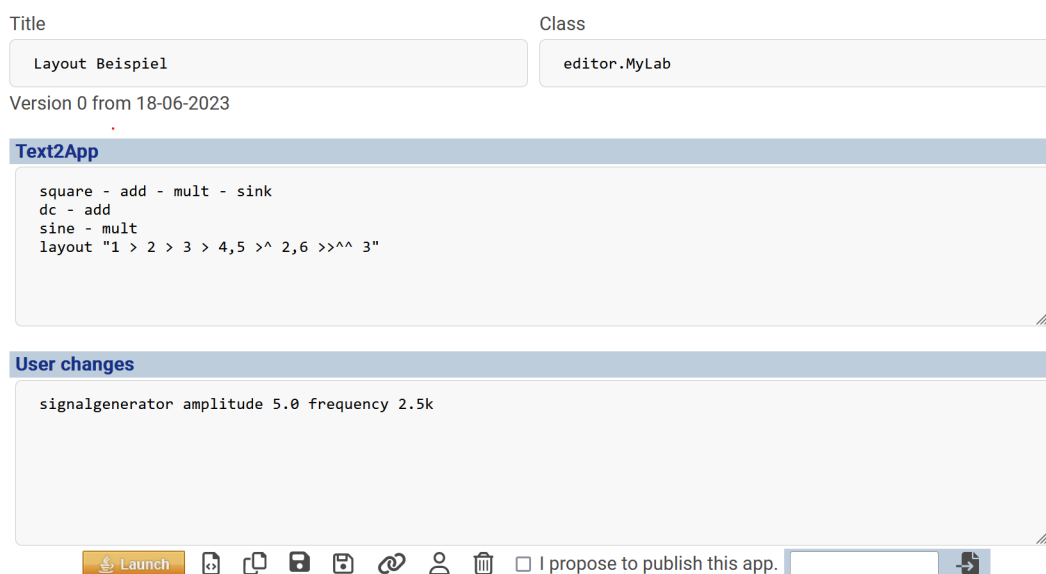 Title
Class
Layout Beispiel
editor.MyLab
Version 0 from 18-06-2023
Text2App
square - add - mult - sink
dc - add
sine - mult
layout "1 > 2 > 3 > 4,5 >^ 2,6 >>^^ 3"
User changes
signalgenerator amplitude 5.0 frequency 2.5k
Launch
I propose to publish this app.